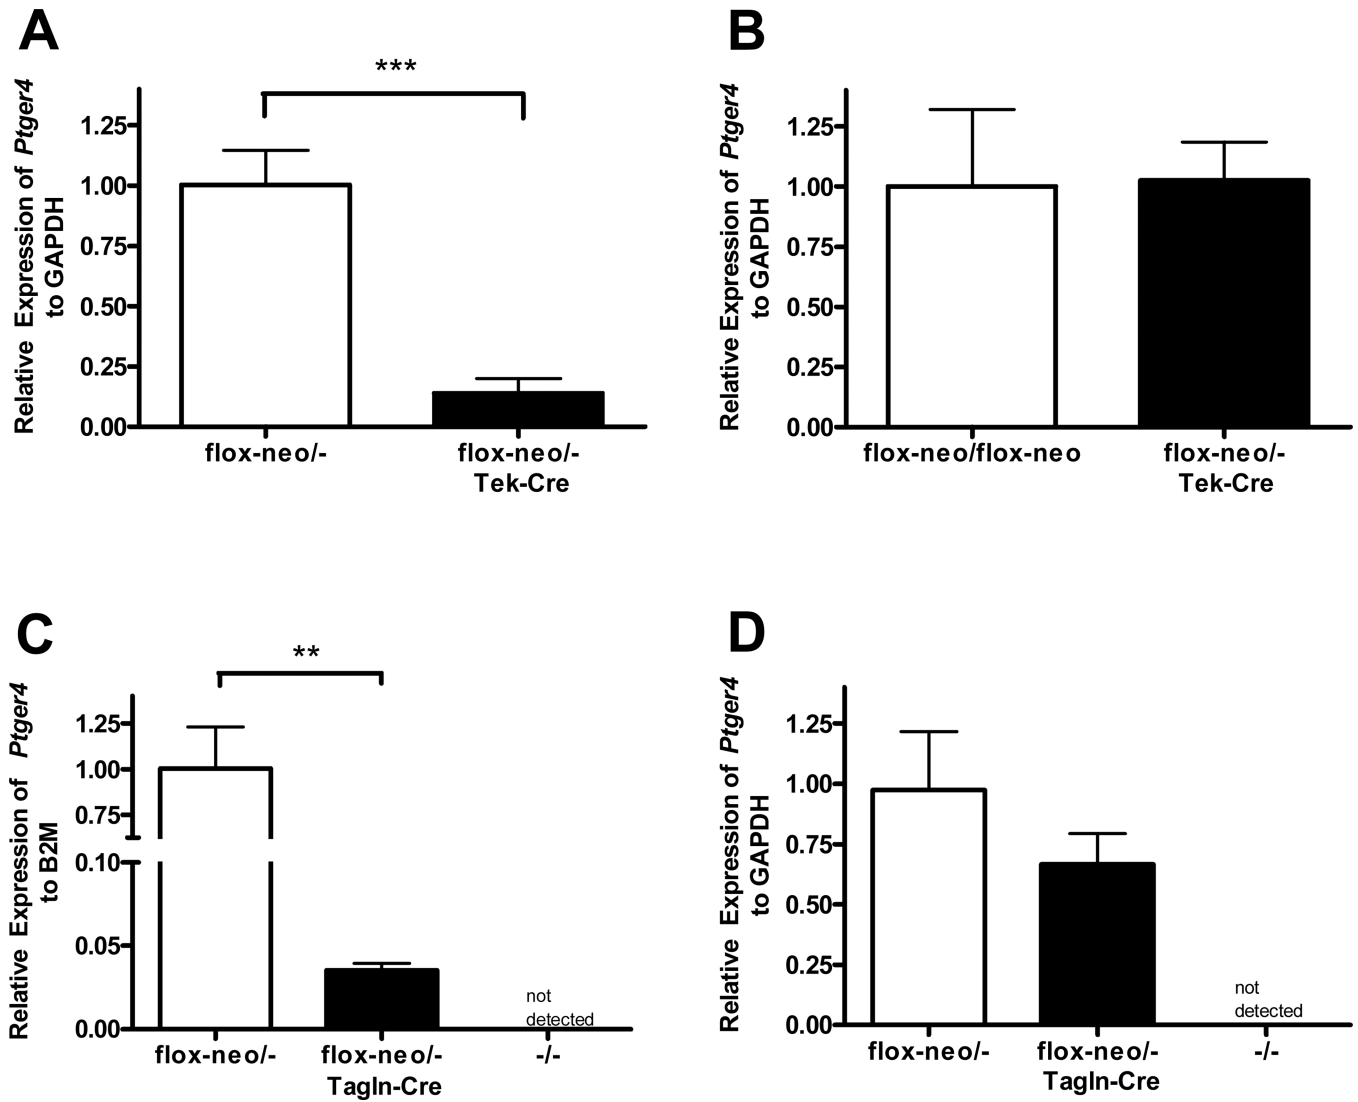 A
***
Relative Expression of Ptger4
to GAPDH
1.25
1.00
0.75
0.50
0.25
0.00
flox-neo/-
flox-neo/-
Tek-Cre
B
Relative Expression of Ptger4
to GAPDH
1.25
1.00
0.75
0.50
0.25
0.00
flox-neo/flox-neo
flox-neo/-
Tek-Cre
C
**
Relative Expression of Ptger4
to B2M
1.25
1.00
0.75
0.10
0.05
0.00
not
detected
flox-neo/-
flox-neo/-
Tagln-Cre
-/-
D
Relative Expression of Ptger4
to GAPDH
1.25
1.00
0.75
0.50
0.25
0.00
not
detected
flox-neo/-
flox-neo/-
Tagln-Cre
-/-